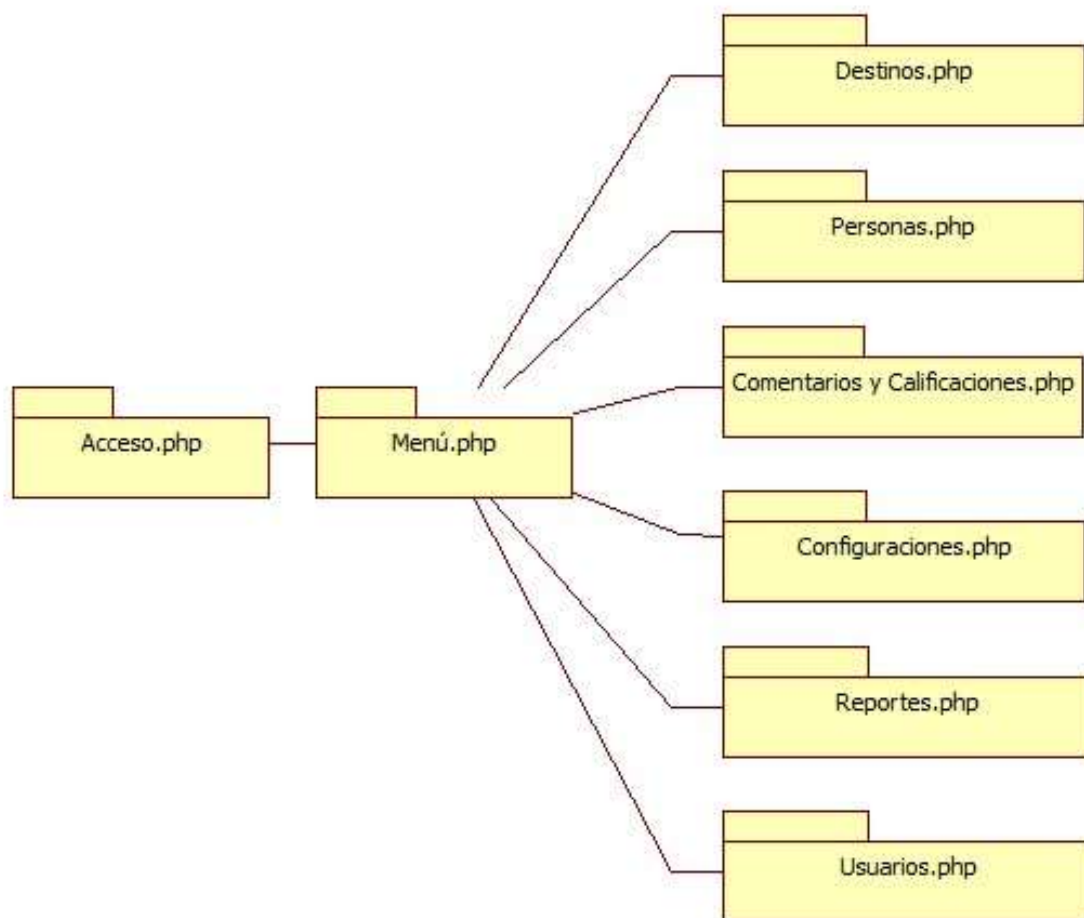 Destinos.php
Personas.php
Comentarios y Calificaciones.php
Acceso.php
Menú.php
Configuraciones.php
Reportes.php
Usuarios.php